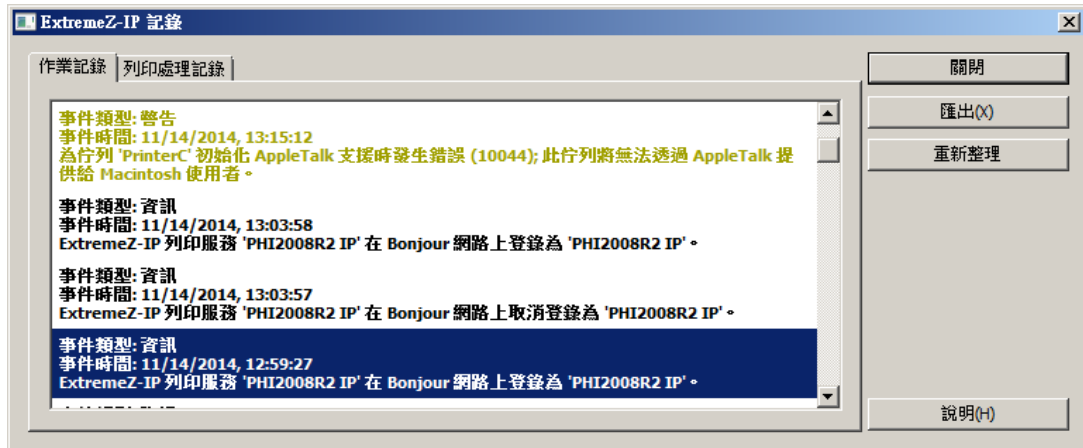 ExtremeZ-IP 記錄
作業記錄
列印處理記錄
關閉
匯出(X)
重新整理
事件類型: 警告
事件時間: 11/14/2014, 13:15:12
為佇列 'PrinterC' 初始化 AppleTalk 支援時發生錯誤 (10044); 此佇列將無法透過 AppleTalk 提
供給 Macintosh 使用者。
事件類型: 資訊
事件時間: 11/14/2014, 13:03:58
ExtremeZ-IP 列印服務 'PHI2008R2 IP' 在 Bonjour 網路上登錄為 'PHI2008R2 IP'。
事件類型: 資訊
事件時間: 11/14/2014, 13:03:57
ExtremeZ-IP 列印服務 'PHI2008R2 IP' 在 Bonjour 網路上取消登錄為 'PHI2008R2 IP'。
事件類型: 資訊
事件時間: 11/14/2014, 12:59:27
ExtremeZ-IP 列印服務 'PHI2008R2 IP' 在 Bonjour 網路上登錄為 'PHI2008R2 IP'。
說明(H)